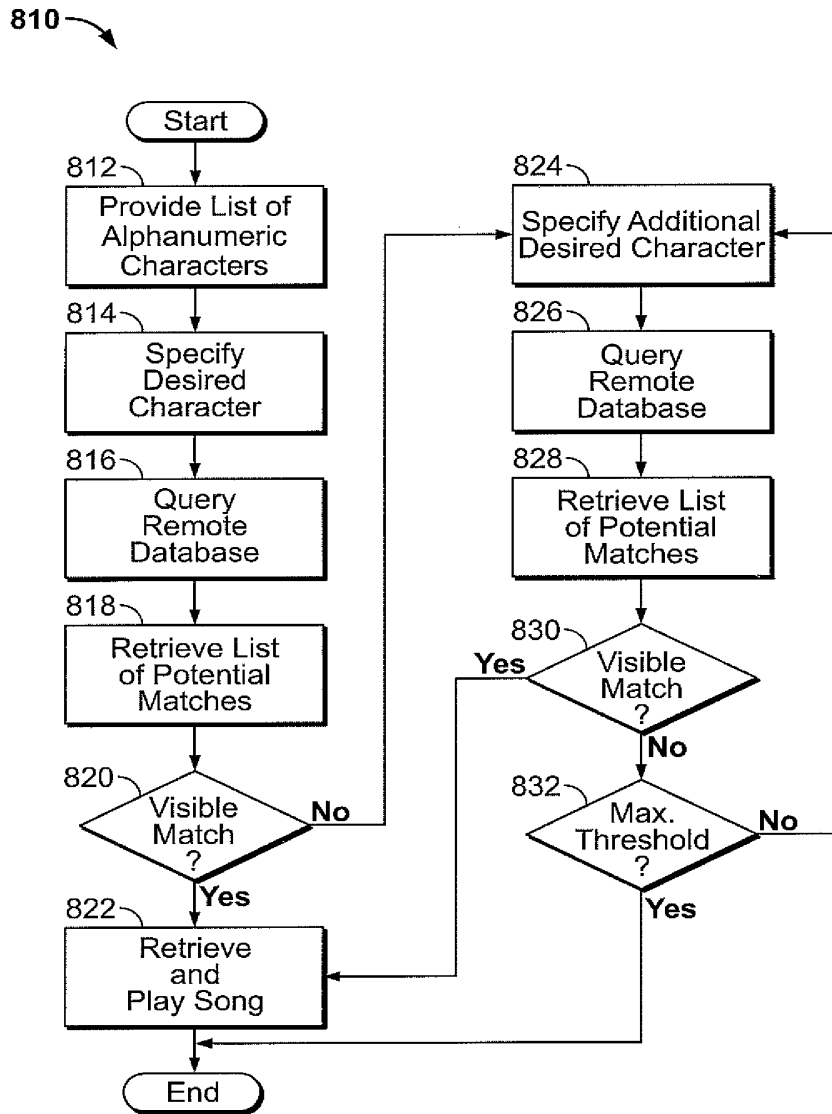 810
Start
812
Provide List of
Alphanumeric
Characters
814
Specify
Desired
Character
816
Query
Remote
Database
818
Retrieve List
of Potential
Matches
820
Visible
Match
?
No
Yes
822
Retrieve
and
Play Song
End
824
Specify Additional
Desired Character
826
Query
Remote
Database
828
Retrieve List
of Potential
Matches
830
Yes
Visible
Match
?
No
832
Max.
Threshold
?
No
Yes